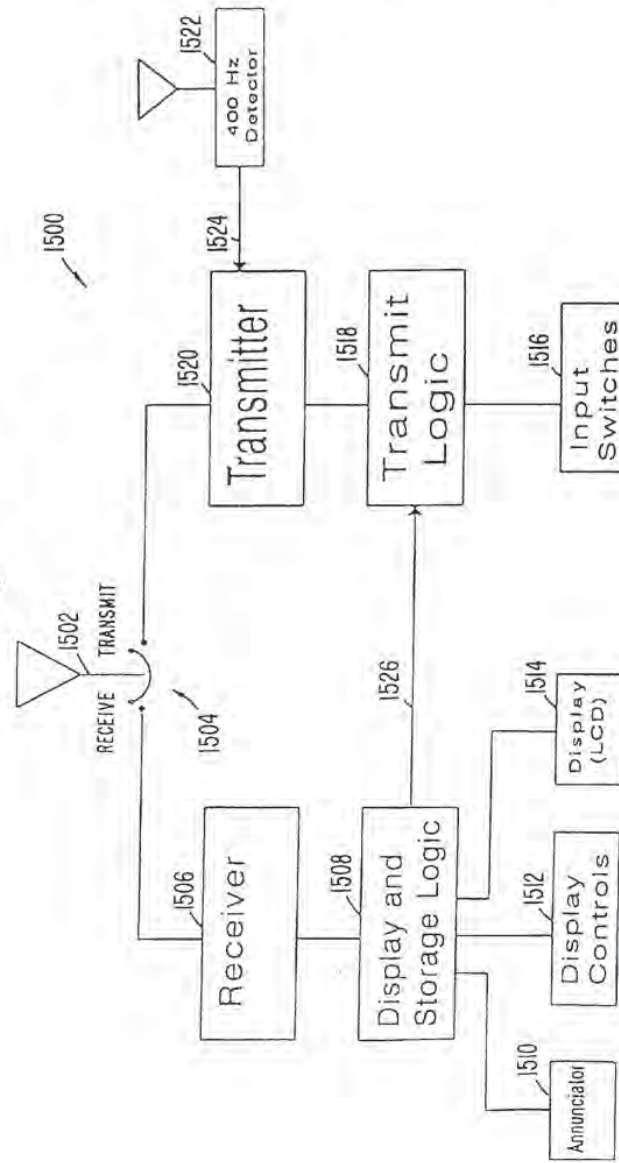 1500
1502
RECEIVE
TRANSMIT
1504
1522
400 Hz
Detector
1524
1520
Transmitter
1506
Receiver
1518
Transmit
Logic
1508
Display and
Storage Logic
1526
1516
Input
Switches
1514
Display
(LCD)
1512
Display
Controls
1510
Annunciator